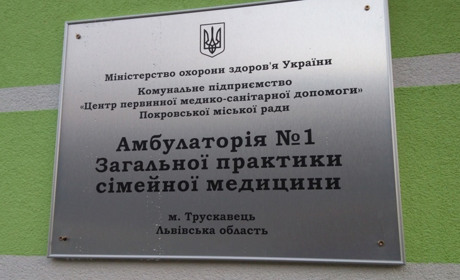 Міністерство охорони здоров'я України
Комунальне підприємство
«Центр первинної медико-санітарної допомоги»
Покровської міської ради
Амбулаторія №1
Загальної практики
сімейної медицини
м. Трускавець
Львівська область